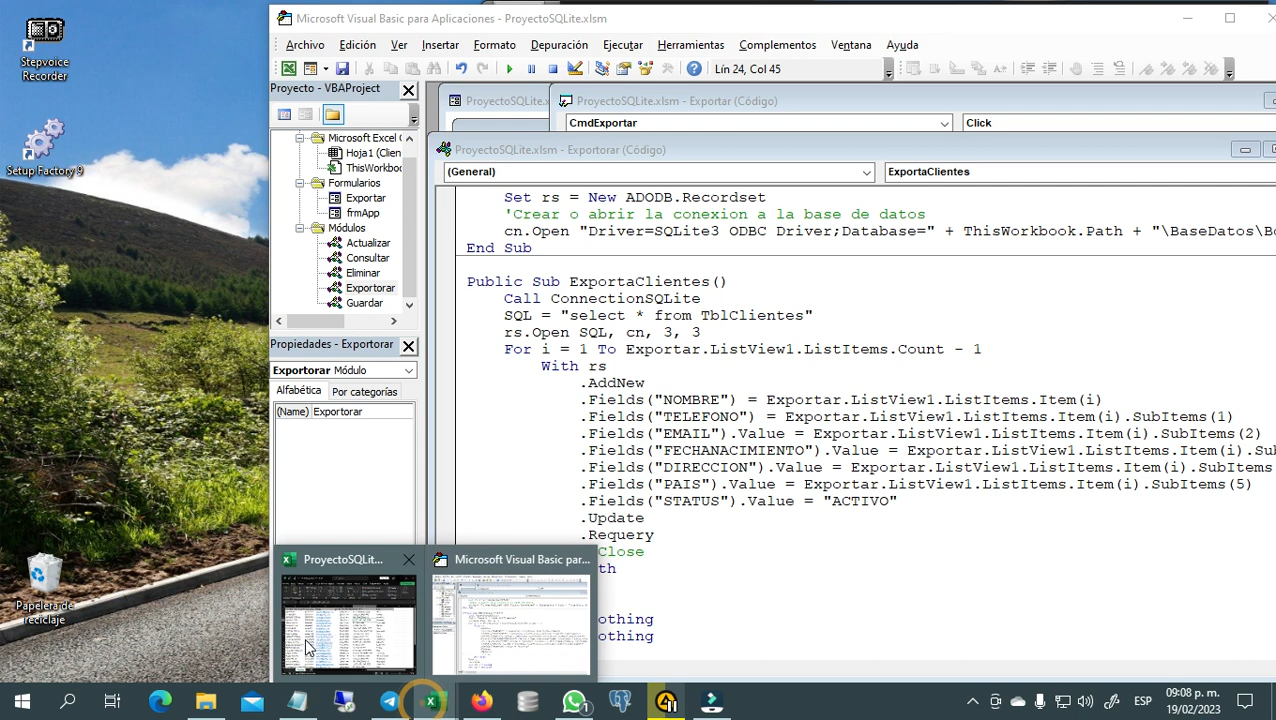 Stepvoice
Recorder
Setup Factory 9
Papelera
Microsoft Visual Basic para Aplicaciones - ProyectoSQLite.xlsm
Archivo Edición Ver Insertar Formato Depuración Ejecutar Herramientas Complementos Ventana Ayuda
Lín 24, Col 45
Proyecto - VBAProject
Microsoft Excel
Hoja1 (Clien
ThisWorkboo
Formularios
Exportar
frmApp
Módulos
Actualizar
Consultar
Eliminar
Exportorar
Guardar
Propiedades - Exportorar
Exportorar Módulo
Alfabética Por categorías
(Name) Exportorar
ProyectoSQLite.x
ProyectoSQLite.xlsm - Exportar (Código)
CmdExportar Click
ProyectoSQLite.xlsm - Exportorar (Código)
(General) ExportaClientes
Set rs = New ADODB.Recordset
'Crear o abrir la conexion a la base de datos
cn.Open "Driver=SQLite3 ODBC Driver;Database=" + ThisWorkbook.Path + "\BaseDatos\B
End Sub
Public Sub ExportaClientes()
Call ConnectionSQLite
SQL = "select * from TblClientes"
rs.Open SQL, cn, 3, 3
For i = 1 To Exportar.ListView1.ListItems.Count - 1
With rs
.AddNew
.Fields("NOMBRE") = Exportar.ListView1.ListItems.Item(i)
.Fields("TELEFONO") = Exportar.ListView1.ListItems.Item(i).SubItems(1)
.Fields("EMAIL").Value = Exportar.ListView1.ListItems.Item(i).SubItems(2)
.Fields("FECHANACIMIENTO").Value = Exportar.ListView1.ListItems.Item(i).Su
.Fields("DIRECCION").Value = Exportar.ListView1.ListItems.Item(i).SubItems
.Fields("PAIS").Value = Exportar.ListView1.ListItems.Item(i).SubItems(5)
.Fields("STATUS").Value = "ACTIVO"
.Update
.Requery
Close
th
othing
othing
ProyectoSQLit... Microsoft Visual Basic par...
1
ESP
09:08 p. m.
19/02/2023